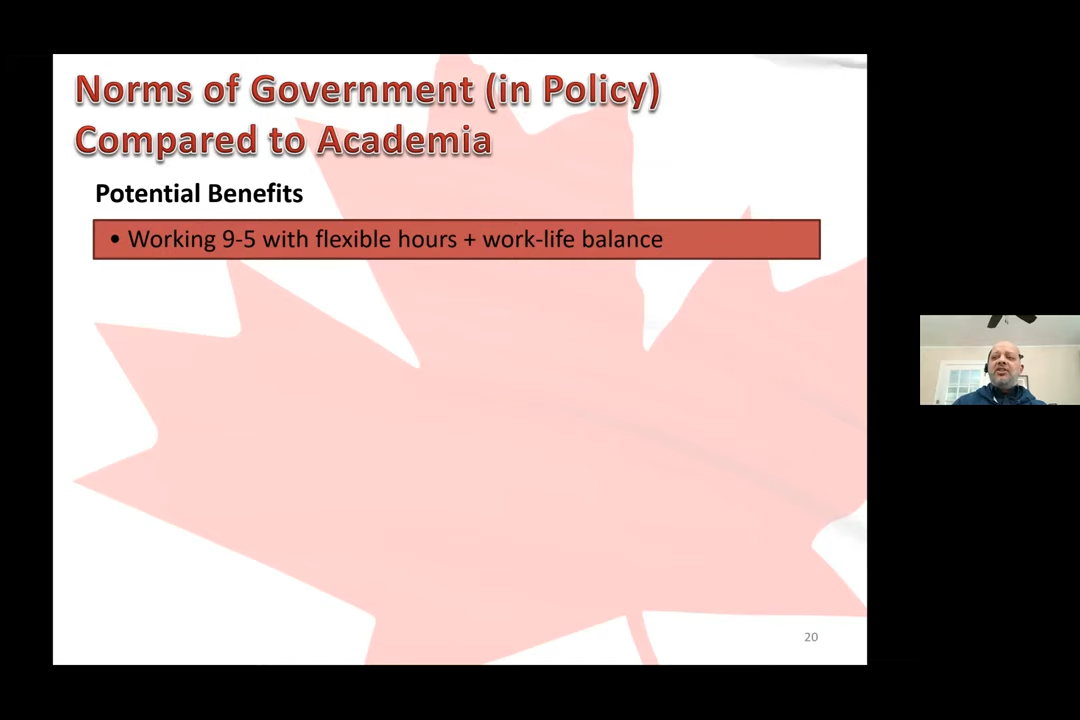 Norms of Government (in Policy)
Compared to Academia
Potential Benefits
• Working 9-5 with flexible hours + work-life balance
20